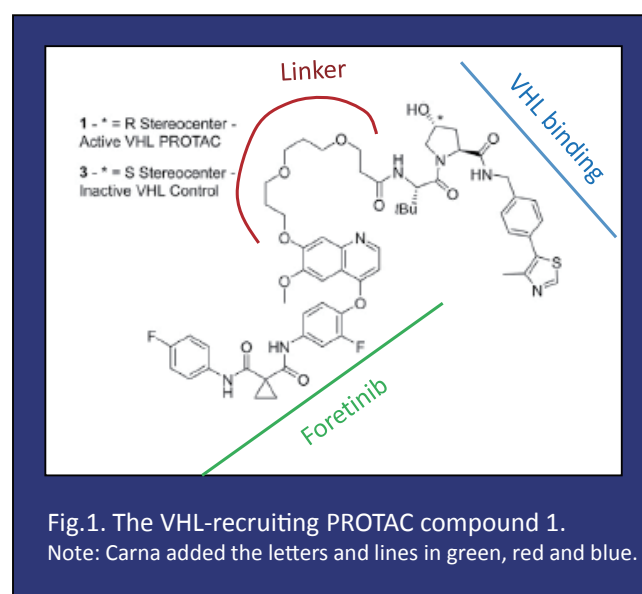 Linker
VHL binding
1 - * = R Stereocenter -
Active VHL PROTAC
3 - * = S Stereocenter -
Inactive VHL Control
HO
*
O
O
H
N
N
O
O
O
HN
tBu
O
N
O
S
N
O
F
F
HN
O
O
N
H
O
Foretinib
Fig.1. The VHL-recruiting PROTAC compound 1.
Note: Carna added the letters and lines in green, red and blue.